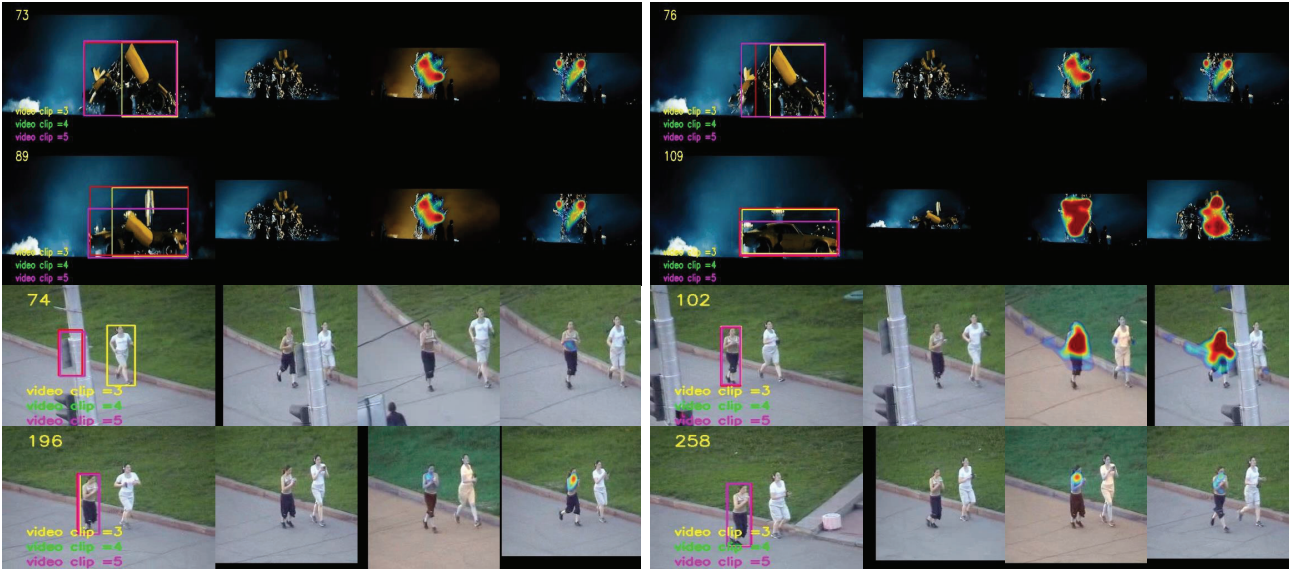 73
video clip =3
video clip =4
video clip =5
76
video clip =3
video clip =4
video clip =5
89
video clip =3
video clip =4
video clip =5
109
video clip =3
video clip =4
video clip =5
74
video clip =3
video clip =4
video clip =5
102
video clip =3
video clip =4
video clip =5
196
video clip =3
video clip =4
video clip =5
258
video clip =3
video clip =4
video clip =5